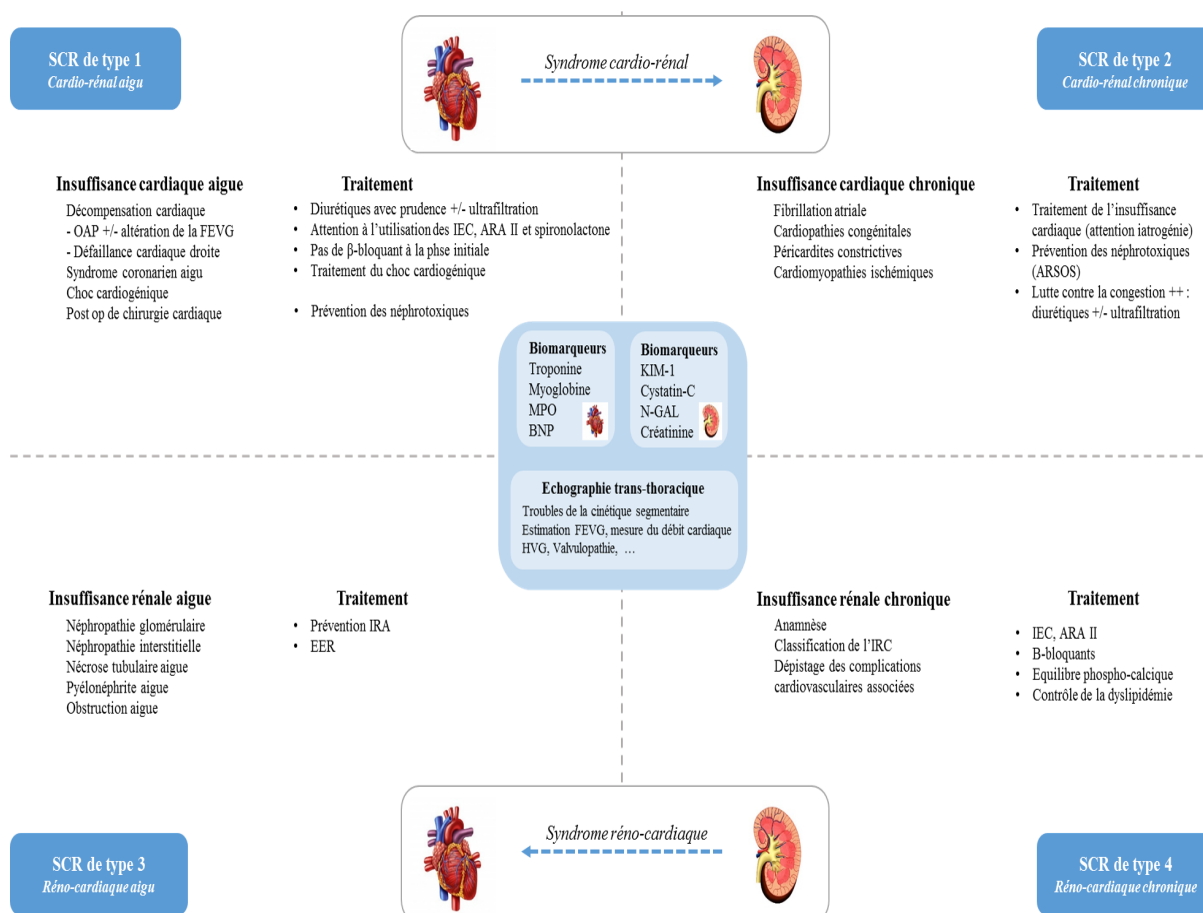 SCR de type 1
Cardio-rénal aigu
Syndrome cardio-rénal
SCR de type 2
Cardio-rénal chronique
Insuffisance cardiaque aigue
Décompensation cardiaque
- OAP +/- altération de la FEVG
- Défaillance cardiaque droite
Syndrome coronarien aigu
Choc cardiogénique
Post op de chirurgie cardiaque
Traitement
• Diurétiques avec prudence +/- ultrafiltration
• Attention à l'utilisation des IEC, ARA II et spironolactone
• Pas de β-bloquant à la phse initiale
• Traitement du choc cardiogénique
• Prévention des néphrotoxiques
Insuffisance cardiaque chronique
Fibrillation atriale
Cardiopathies congénitales
Péricardites constrictives
Cardiomyopathies ischémiques
Traitement
• Traitement de l'insuffisance
cardiaque (attention iatrogénie)
• Prévention des néphrotoxiques
(ARSOS)
• Lutte contre la congestion ++ :
diurétiques +/- ultrafiltration
Biomarqueurs
Troponine
Myoglobine
MPO
BNP
Biomarqueurs
KIM-1
Cystatin-C
N-GAL
Créatinine
Echographie trans-thoracique
Troubles de la cinétique segmentaire
Estimation FEVG, mesure du débit cardiaque
HVG, Valvulopathie, …
Insuffisance rénale aigue
Néphropathie glomérulaire
Néphropathie interstitielle
Nécrose tubulaire aigue
Pyélonéphrite aigue
Obstruction aigue
Traitement
• Prévention IRA
• EER
Insuffisance rénale chronique
Anamnèse
Classification de l'IRC
Dépistage des complications
cardiovasculaires associées
Traitement
• IEC, ARA II
• B-bloquants
• Equilibre phospho-calcique
• Contrôle de la dyslipidémie
SCR de type 3
Réno-cardiaque aigu
Syndrome réno-cardiaque
SCR de type 4
Réno-cardiaque chronique